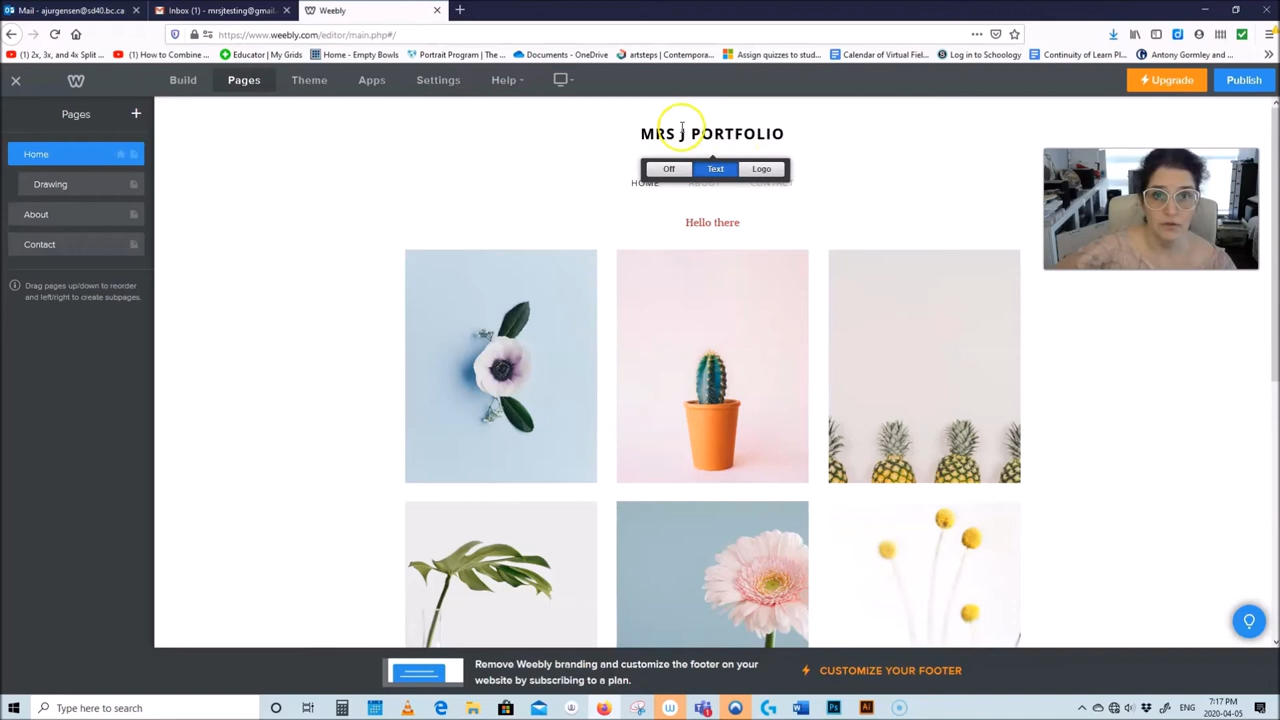 Mail - ajurgensen@sd40.bc.ca
Inbox (1) - mrsjtesting@gmail.
Weebly
https://www.weebly.com/editor/main.php#/
(1) 2x, 3x, and 4x Split ...
(1) How to Combine ...
Educator | My Grids
Home - Empty Bowls
Portrait Program | The ...
Documents - OneDrive
artsteps | Contempora...
Assign quizzes to stud...
Calendar of Virtual Fiel...
Log in to Schoology
Continuity of Learn Pl...
Antony Gormley and ...
Build
Pages
Theme
Apps
Settings
Help
Upgrade
Publish
Pages
Home
Drawing
About
Contact
Drag pages up/down to reorder
and left/right to create subpages.
MRS J PORTFOLIO
Off Text Logo
HOME ABOUT CONTACT
Hello there
Remove Weebly branding and customize the footer on your
website by subscribing to a plan.
CUSTOMIZE YOUR FOOTER
Type here to search
ENG
7:17 PM
2020-04-05